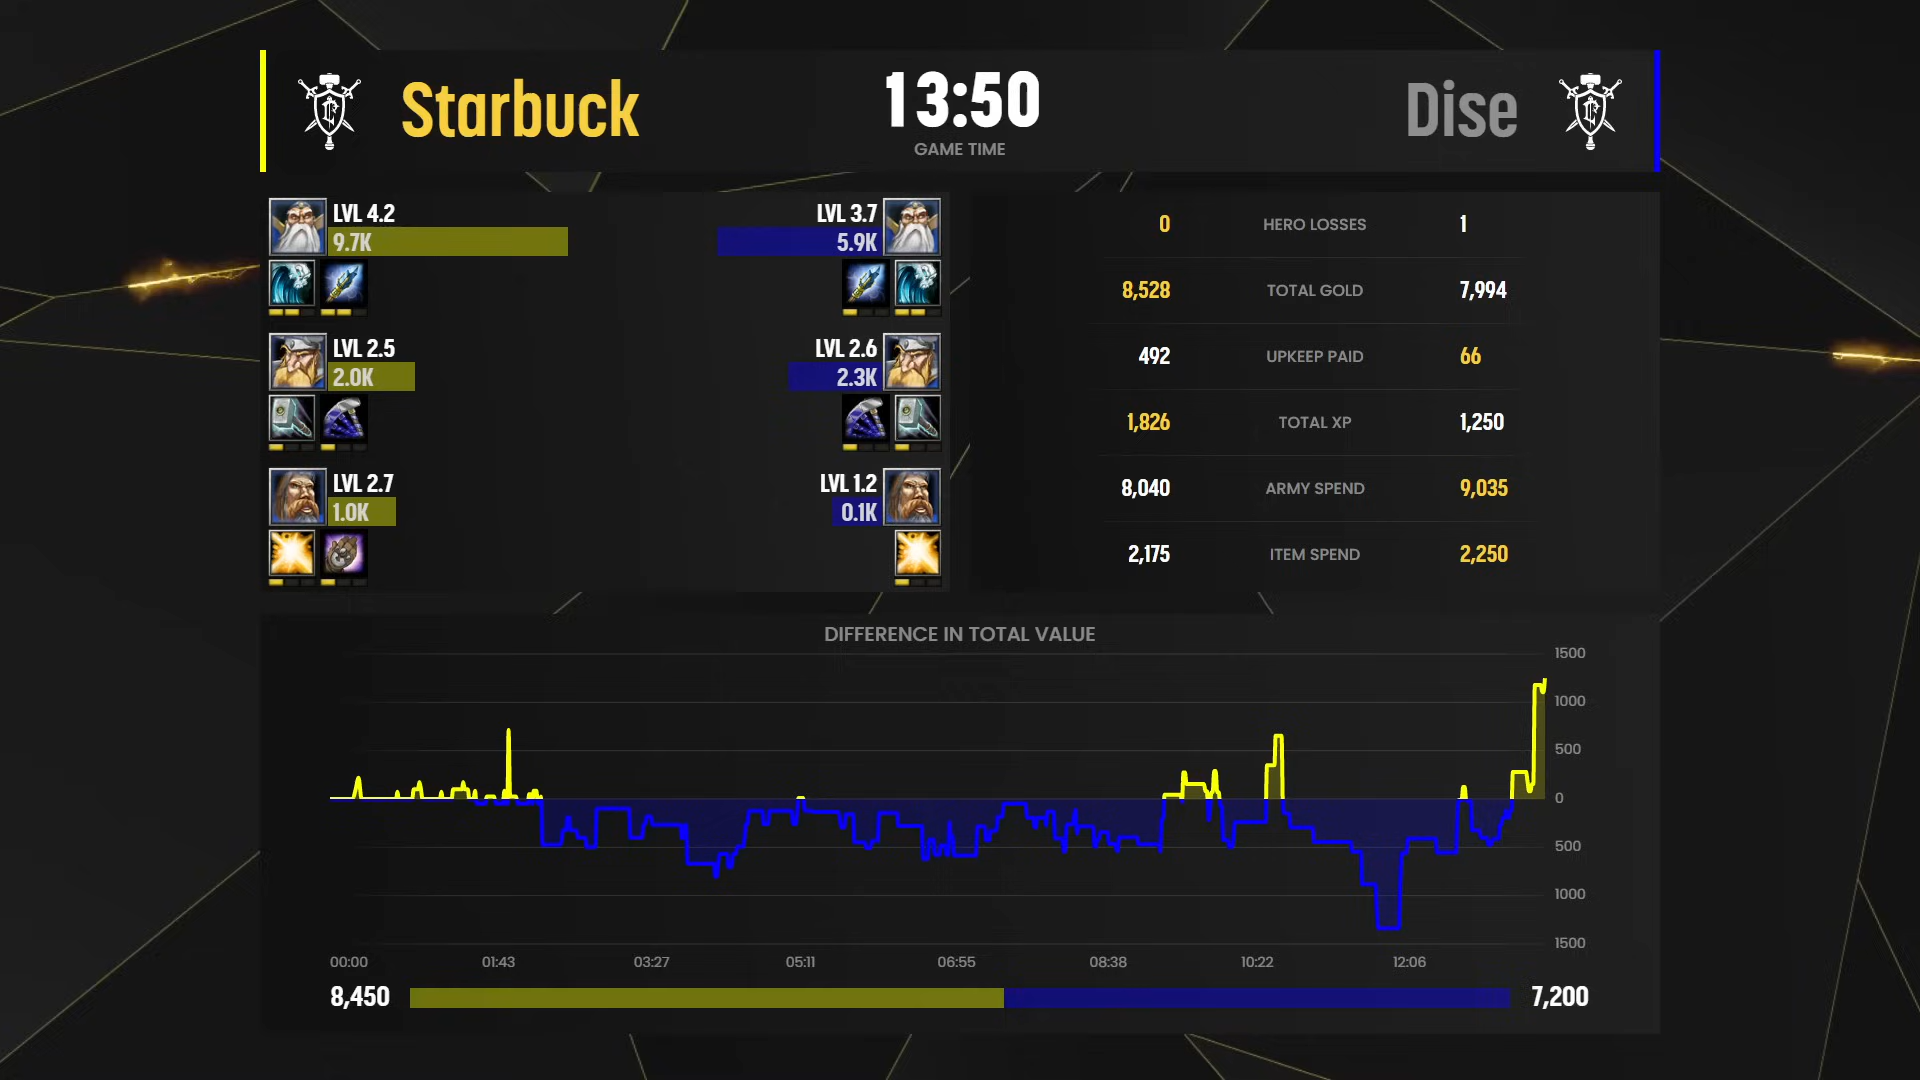 Starbuck
13:50
GAME TIME
Dise
LVL 4.2
9.7K
LVL 3.7
5.9K
LVL 2.5
2.0K
LVL 2.6
2.3K
LVL 2.7
1.0K
LVL 1.2
0.1K
0 HERO LOSSES 1
8,528 TOTAL GOLD 7,994
492 UPKEEP PAID 66
1,826 TOTAL XP 1,250
8,040 ARMY SPEND 9,035
2,175 ITEM SPEND 2,250
DIFFERENCE IN TOTAL VALUE
1500
1000
500
0
500
1000
1500
00:00 01:43 03:27 05:11 06:55 08:38 10:22 12:06
8,450 7,200